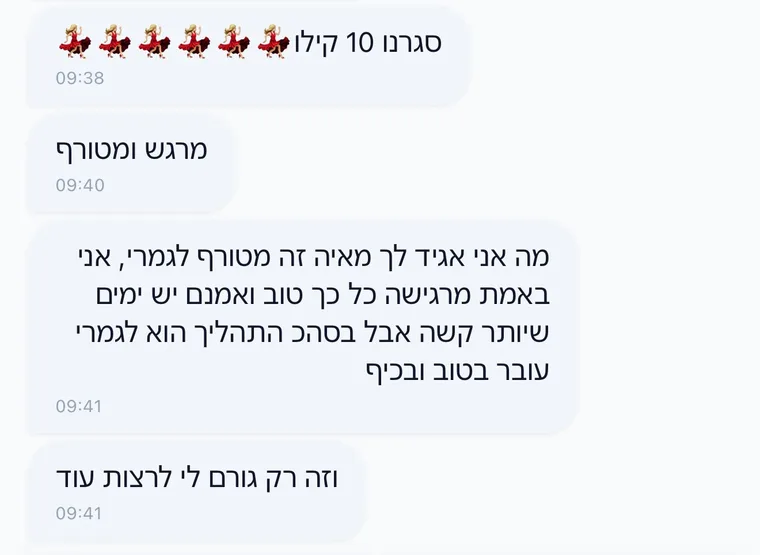 סגרנו 10 קילו💃💃💃💃💃💃
09:38
מרגש ומטורף
09:40
מה אני אגיד לך מאיה זה מטורף לגמרי, אני
באמת מרגישה כל כך טוב ואמנם יש ימים
שיותר קשה אבל בסהכ התהליך הוא לגמרי
עובר בטוב ובכיף
09:41
וזה רק גורם לי לרצות עוד
09:41